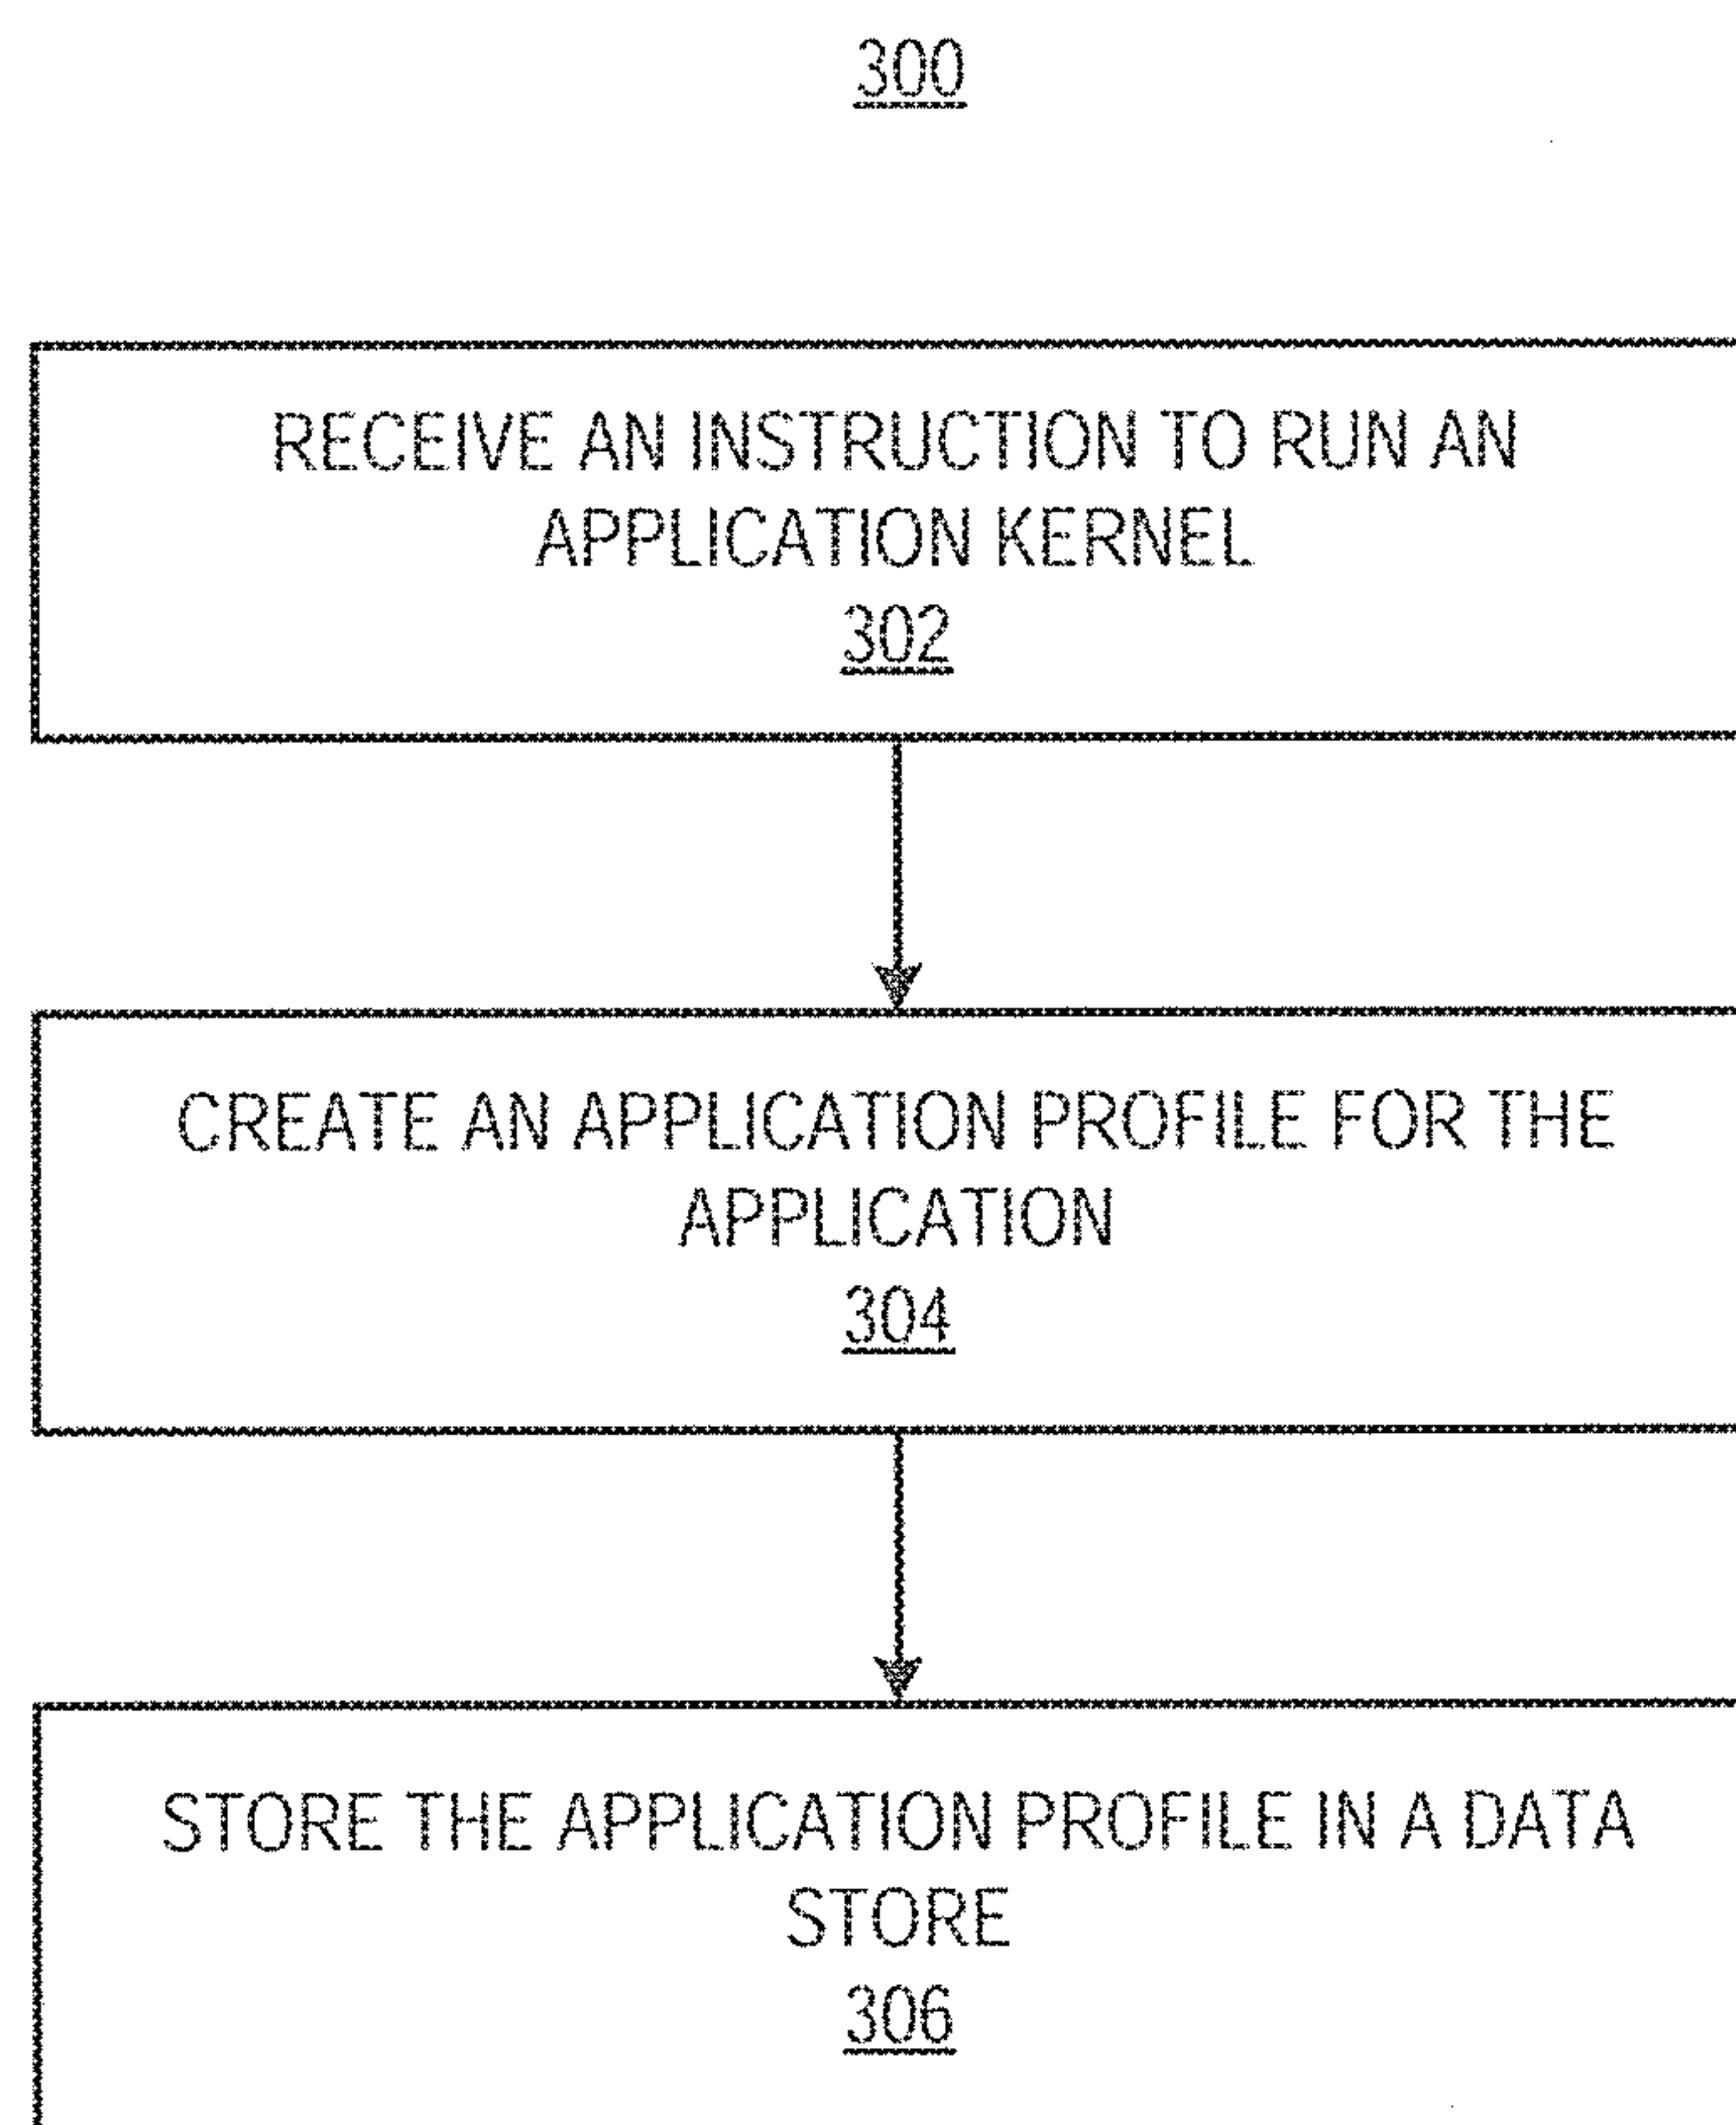 300
RECEIVE AN INSTRUCTION TO RUN AN
APPLICATION KERNEL
302
CREATE AN APPLICATION PROFILE FOR THE
APPLICATION
304
STORE THE APPLICATION PROFILE IN A DATA
STORE
306